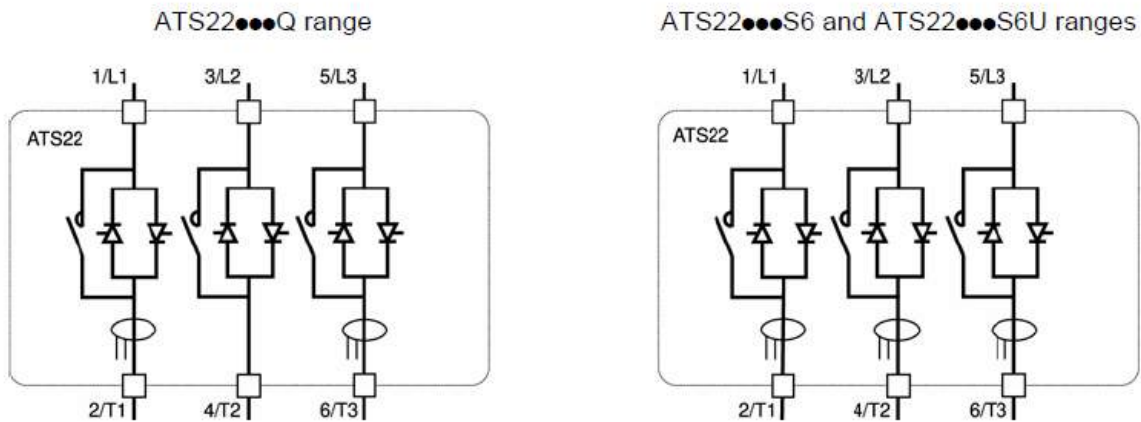 ATS22●●●Q range
1/L1 3/L2 5/L3
ATS22
2/T1 4/T2 6/T3
ATS22●●●S6 and ATS22●●●S6U ranges
1/L1 3/L2 5/L3
ATS22
2/T1 4/T2 6/T3